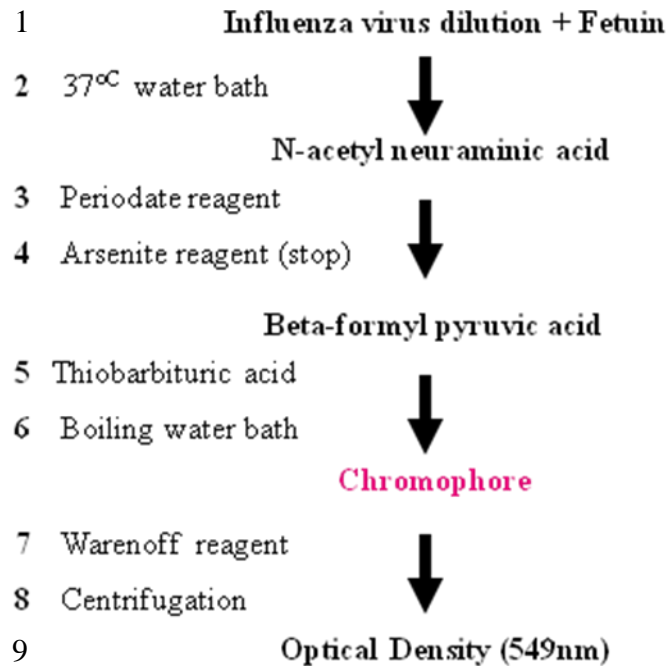 1 Influenza virus dilution + Fetuin
2 37ºC water bath
N-acetyl neuraminic acid
3 Periodate reagent
4 Arsenite reagent (stop)
Beta-formyl pyruvic acid
5 Thiobarbituric acid
6 Boiling water bath
Chromophore
7 Warenoff reagent
8 Centrifugation
9 Optical Density (549nm)